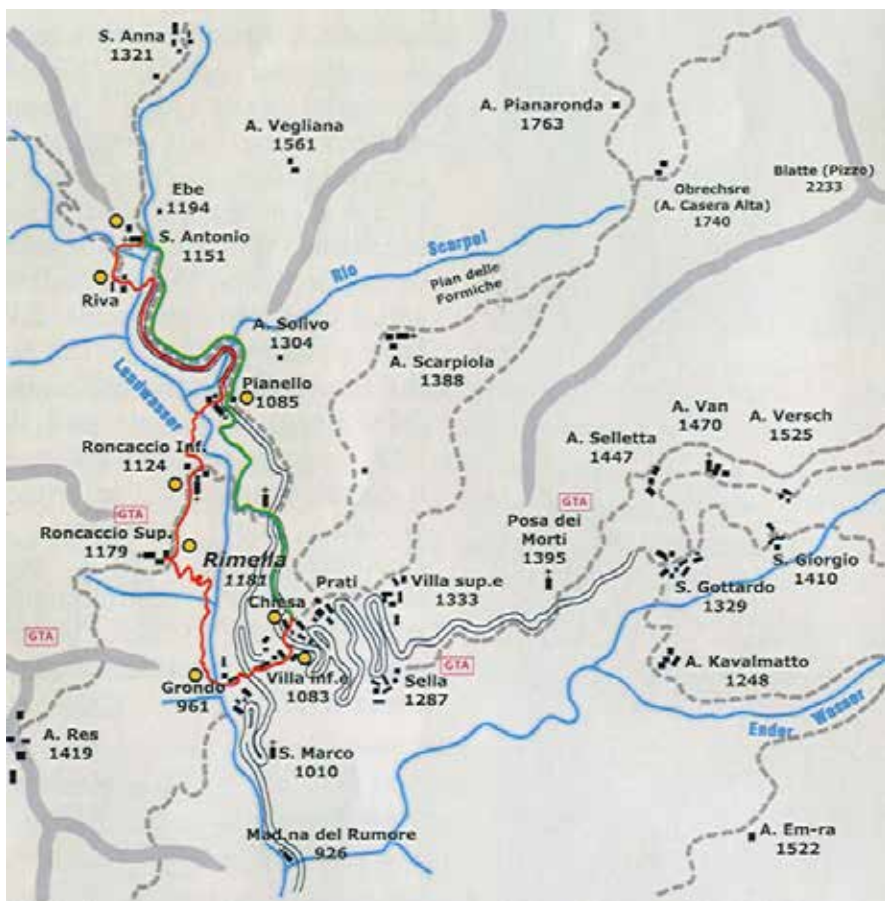 S. Anna
1321
A. Vegliana
1561
A. Pianaronda
1763
Obrechsre
(A. Casera Alta)
1740
Blatte (Pizzo)
2233
Ebe
1194
S. Antonio
1151
Riva
Rio Scarpol
Plan delle
Formiche
A. Solivo
1304
A. Scarpiola
1388
Landwasser
Pianello
1085
A. Van
1470
A. Versch
1525
A. Selletta
1447
Roncaccio Inf.
1124
GTA
GTA
Roncaccio Sup.
1179
Posa dei
Morti
1395
Rimella
1181
S. Giorgio
1410
Prati
Villa sup.e
1333
S. Gottardo
1329
Chiesa
GTA
GTA
A. Kavalmatto
1248
Grondo
961
Villa inf.e
1083
Sella
1287
Ender Wasser
A. Res
1419
S. Marco
1010
Mad.na del Rumore
926
A. Em-ra
1522